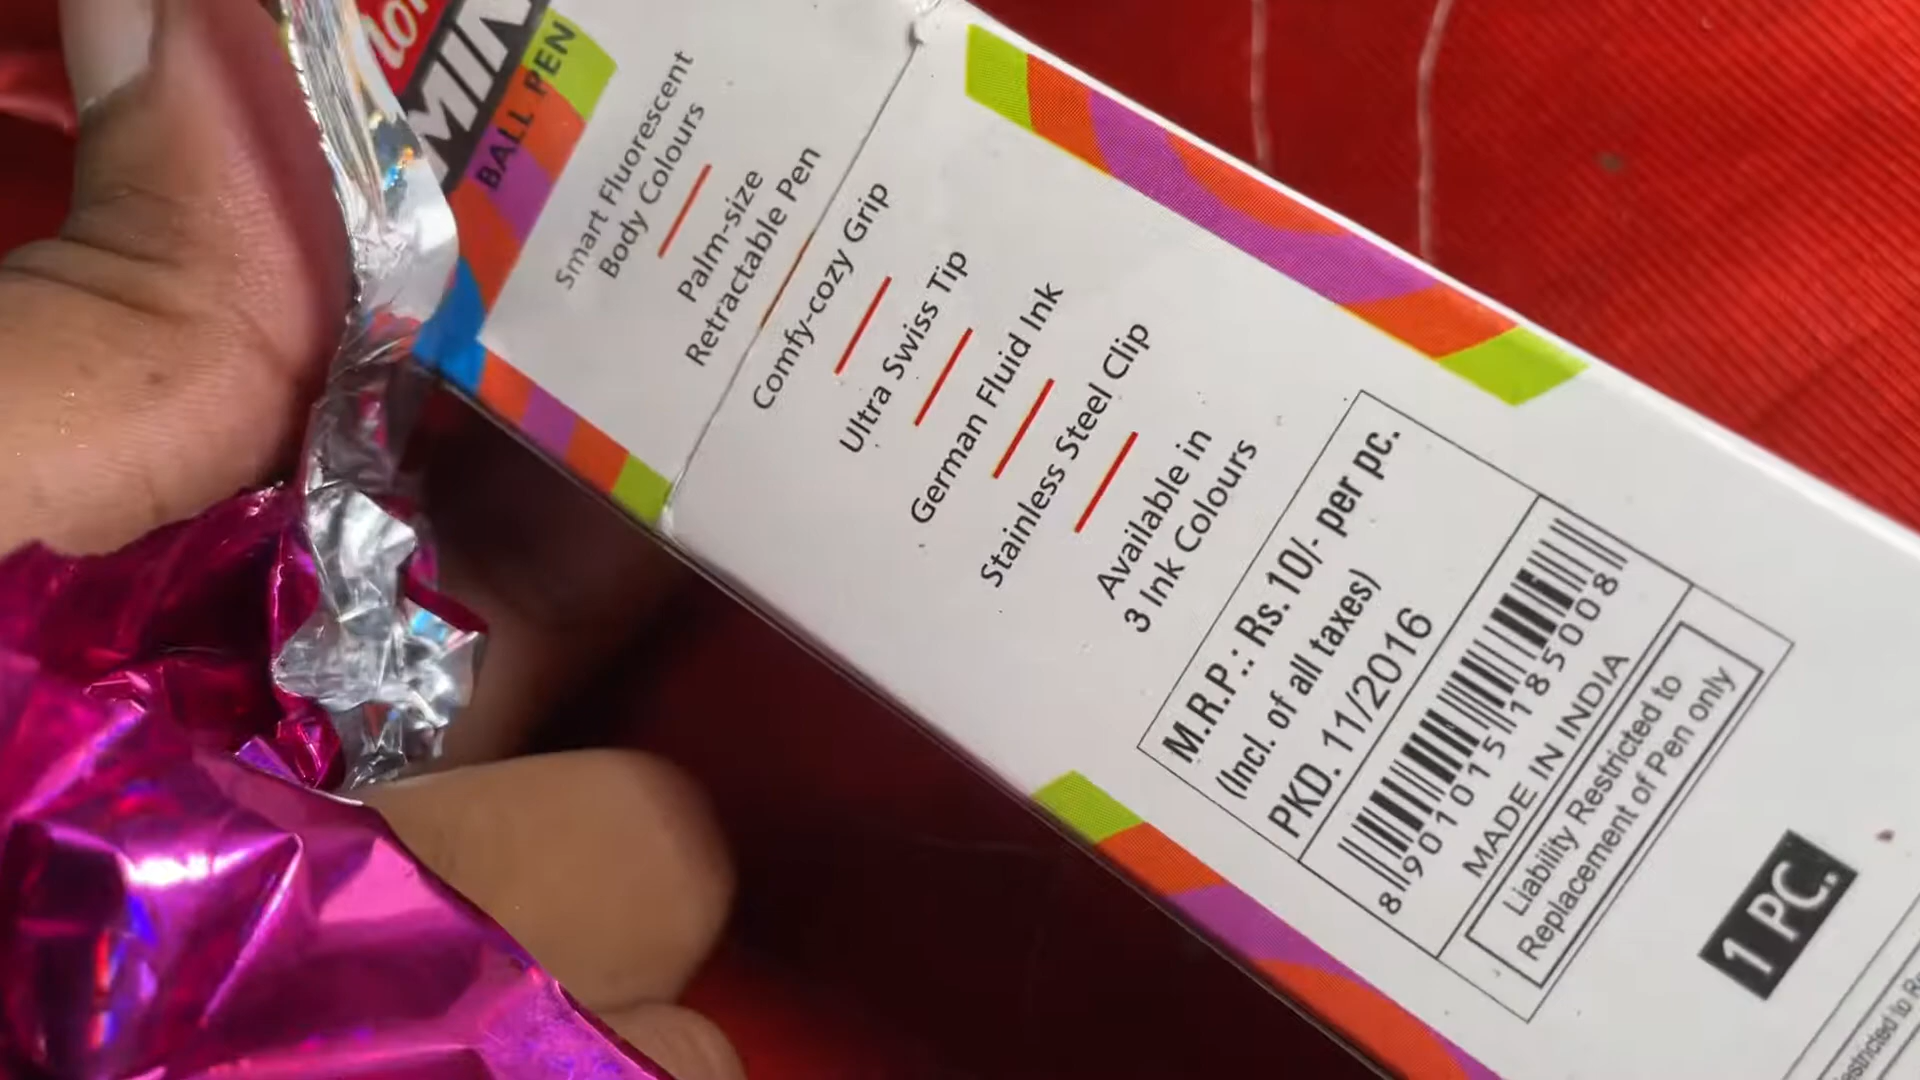 BALL PEN
Smart Fluorescent
Body Colours
Palm-size
Retractable Pen
Comfy-cozy Grip
Ultra Swiss Tip
German Fluid Ink
Stainless Steel Clip
Available in
3 Ink Colours
M.R.P.: Rs. 10/- per pc.
(Incl. of all taxes)
PKD. 11/2016
8 901015 185008
MADE IN INDIA
Liability Restricted to
Replacement of Pen only
1 PC.